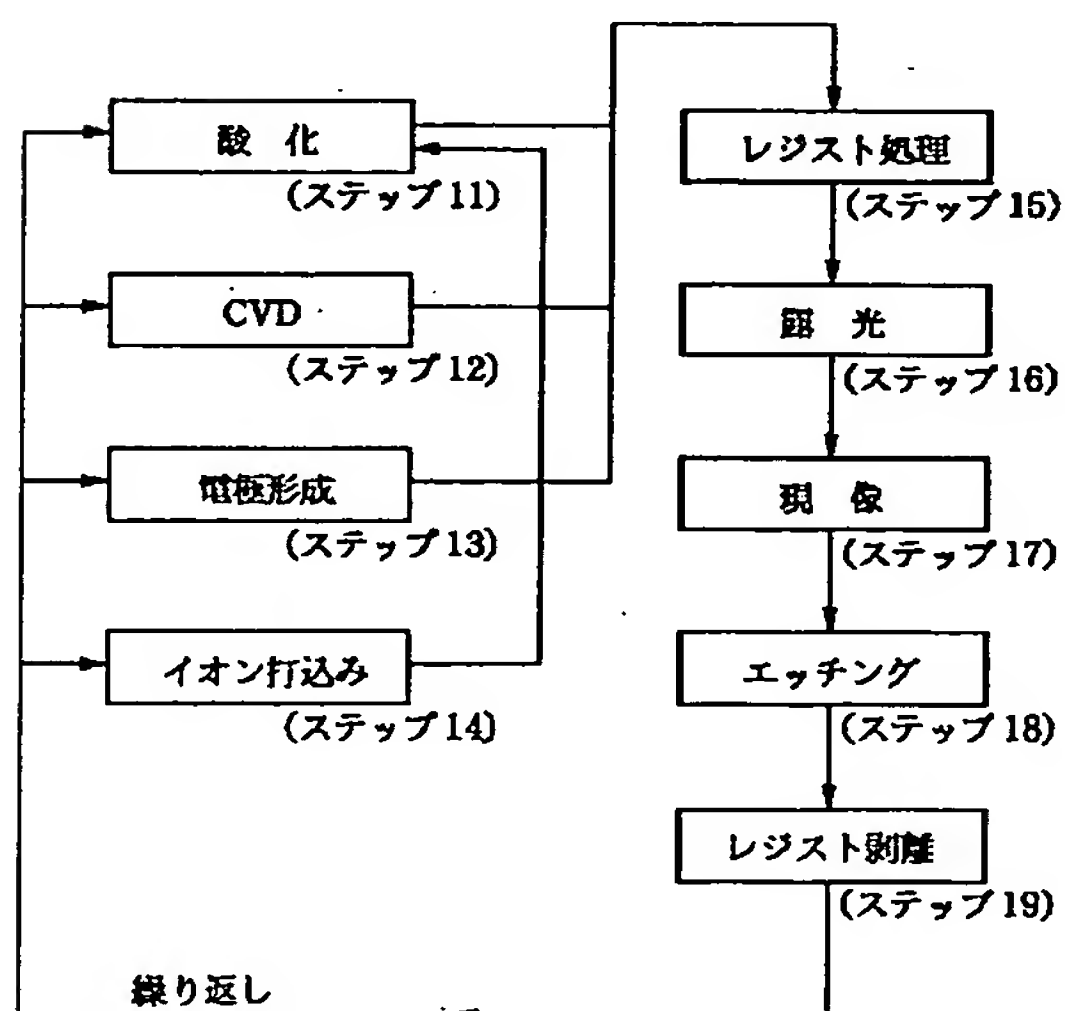 酸 化
(ステップ11)
CVD
(ステップ12)
電極形成
(ステップ13)
イオン打込み
(ステップ14)
レジスト処理
(ステップ15)
露 光
(ステップ16)
現 像
(ステップ17)
エッチング
(ステップ18)
レジスト剥離
(ステップ19)
繰り返し